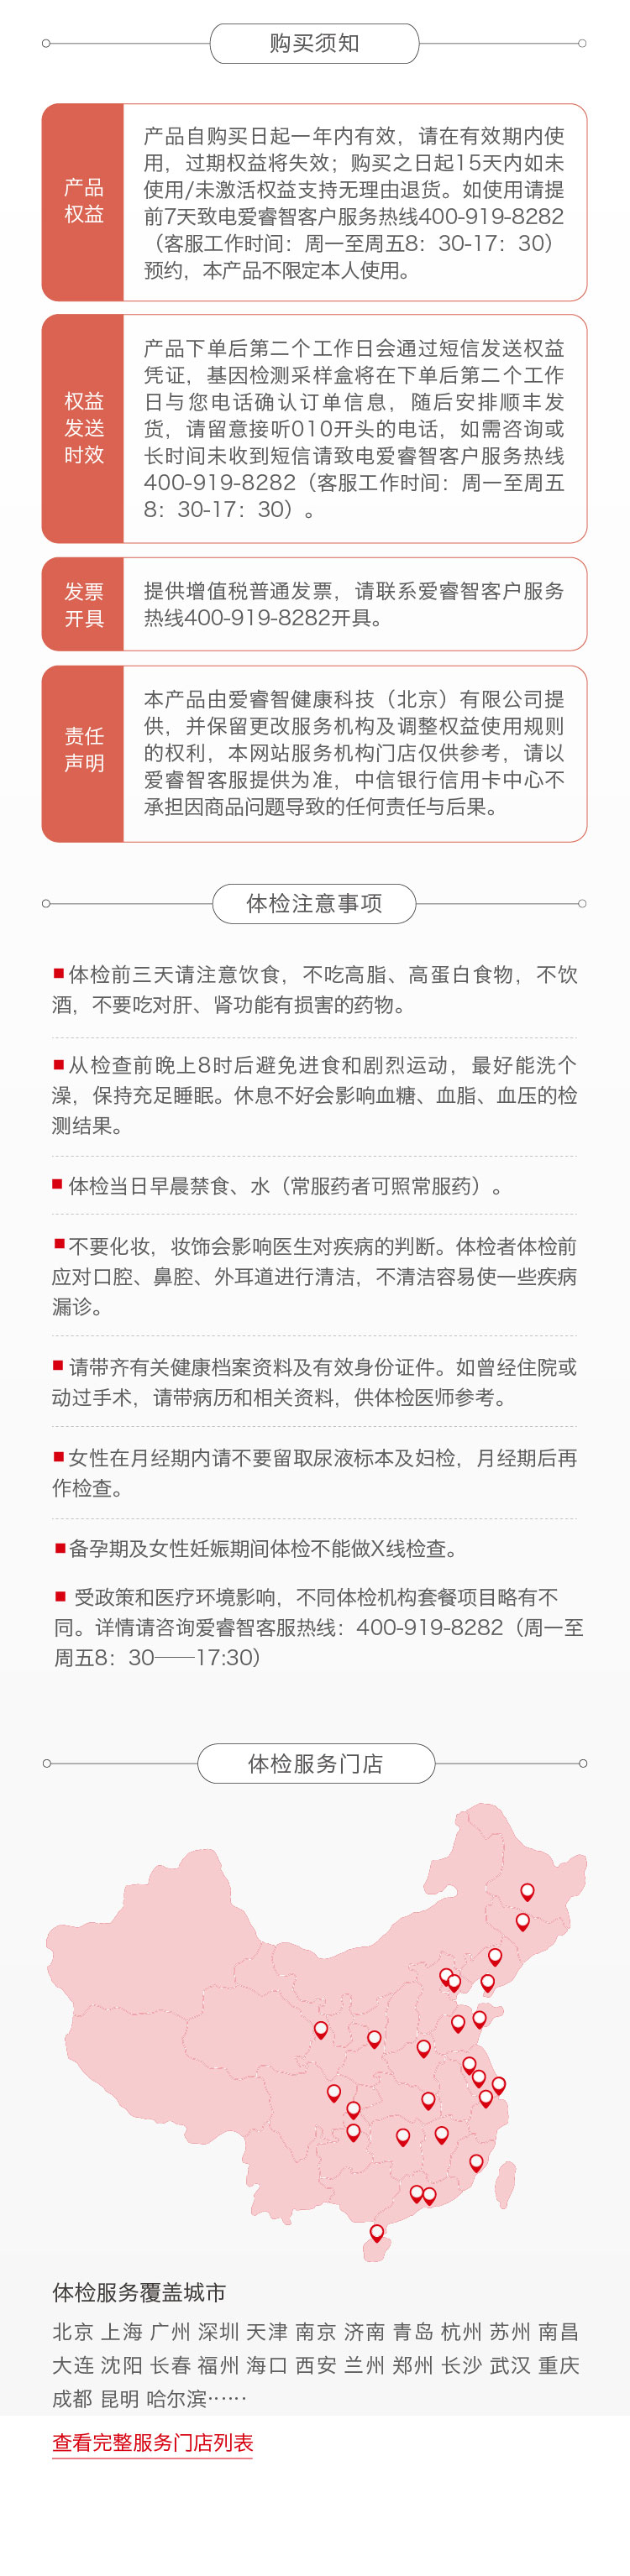 购买须知
产品
权益
产品自购买日起一年内有效，请在有效期内使
用，过期权益将失效；购买之日起15天内如未
使用/未激活权益支持无理由退货。如使用请提
前7天致电爱睿智客户服务热线400-919-8282
（客服工作时间：周一至周五8：30-17：30）
预约，本产品不限定本人使用。
权益
发送
时效
产品下单后第二个工作日会通过短信发送权益
凭证，基因检测采样盒将在下单后第二个工作
日与您电话确认订单信息，随后安排顺丰发
货，请留意接听010开头的电话，如需咨询或
长时间未收到短信请致电爱睿智客户服务热线
400-919-8282（客服工作时间：周一至周五
8：30-17：30）。
发票
开具
提供增值税普通发票，请联系爱睿智客户服务
热线400-919-8282开具。
责任
声明
本产品由爱睿智健康科技（北京）有限公司提
供，并保留更改服务机构及调整权益使用规则
的权利，本网站服务机构门店仅供参考，请以
爱睿智客服提供为准，中信银行信用卡中心不
承担因商品问题导致的任何责任与后果。
体检注意事项
体检前三天请注意饮食，不吃高脂、高蛋白食物，不饮
酒，不要吃对肝、肾功能有损害的药物。
从检查前晚上8时后避免进食和剧烈运动，最好能洗个
澡，保持充足睡眠。休息不好会影响血糖、血脂、血压的检
测结果。
体检当日早晨禁食、水（常服药者可照常服药）。
不要化妆，妆饰会影响医生对疾病的判断。体检者体检前
应对口腔、鼻腔、外耳道进行清洁，不清洁容易使一些疾病
漏诊。
请带齐有关健康档案资料及有效身份证件。如曾经住院或
动过手术，请带病历和相关资料，供体检医师参考。
女性在月经期内请不要留取尿液标本及妇检，月经期后再
作检查。
备孕期及女性妊娠期间体检不能做X线检查。
受政策和医疗环境影响，不同体检机构套餐项目略有不
同。详情请咨询爱睿智客服热线：400-919-8282（周一至
周五8：30——17:30）
体检服务门店
体检服务覆盖城市
北京 上海 广州 深圳 天津 南京 济南 青岛 杭州 苏州 南昌
大连 沈阳 长春 福州 海口 西安 兰州 郑州 长沙 武汉 重庆
成都 昆明 哈尔滨……
查看完整服务门店列表